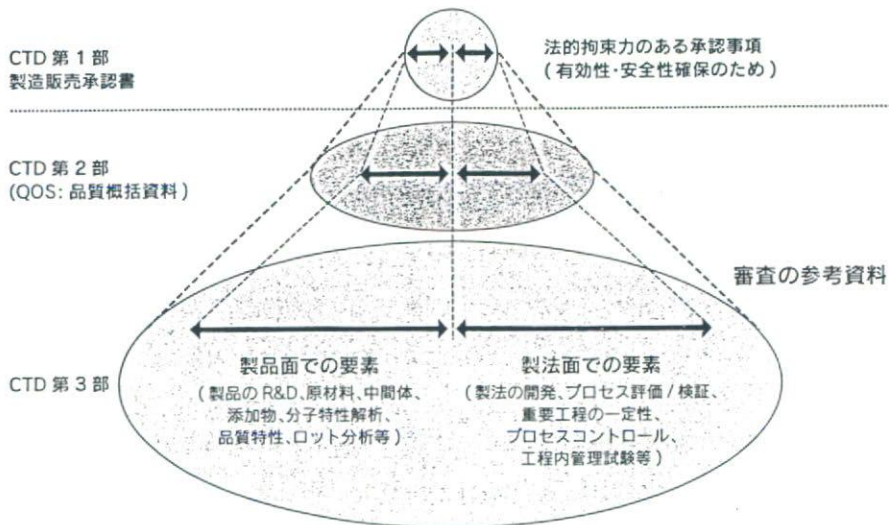 CTD 第1部
製造販売承認書
法的拘束力のある承認事項
(有効性・安全性確保のため)
CTD 第2部
(QOS: 品質概括資料)
審査の参考資料
CTD 第3部
製品面での要素
(製品の R&D、原材料、中間体、
添加物、分子特性解析、
品質特性、ロット分析等)
製法面での要素
(製法の開発、プロセス評価/検証、
重要工程の一定性、
プロセスコントロール、
工程内管理試験等)